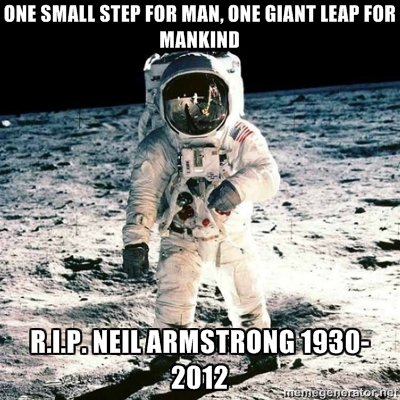 ONE SMALL STEP FOR MAN, ONE GIANT LEAP FOR
MANKIND
R.I.P. NEIL ARMSTRONG 1930-
2012
memegenerator.net